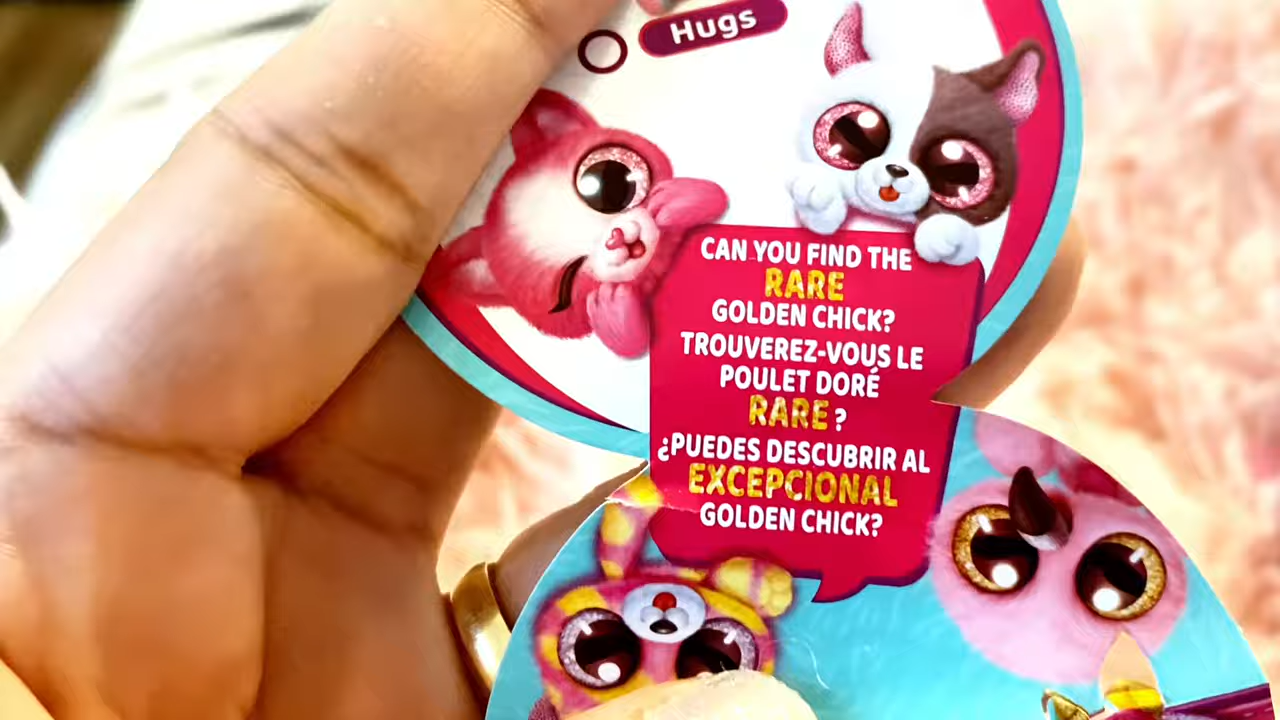 Hugs
CAN YOU FIND THE
RARE
GOLDEN CHICK?
TROUVEREZ-VOUS LE
POULET DORÉ
RARE ?
¿PUEDES DESCUBRIR AL
EXCEPCIONAL
GOLDEN CHICK?